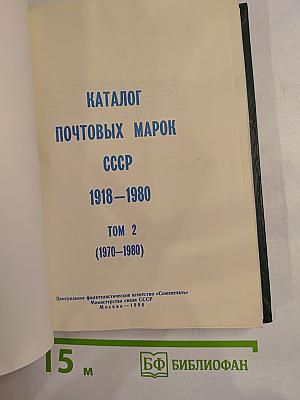 КАТАЛОГ
ПОЧТОВЫХ МАРОК
СССР
1918—1980
ТОМ 2
(1970—1980)
Центральное филателистическое агентство «Союзпечать»
Министерства связи СССР
Москва—1984
15 м
БФ БИБЛИОФАН